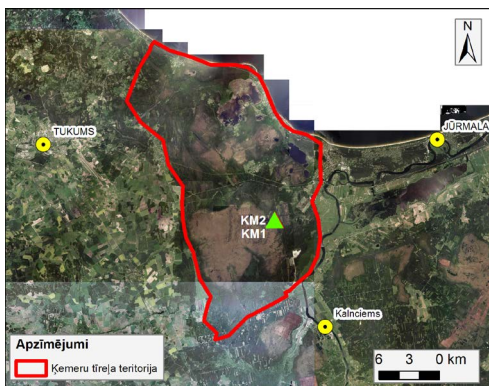 N
TUKUMS
JŪRMALA
KM2
KM1
Kalnciems
Apzīmējumi
Ķemeru tīreļa teritorija
6 3 0 km